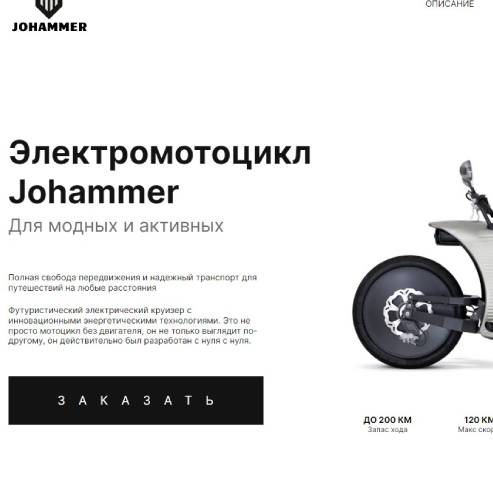 ОПИСАНИЕ
JOHAMMER
Электромотоцикл
Johammer
Для модных и активных
Полная свобода передвижения и надежный транспорт для
путешествий на любые расстояния
Футуристический электрический круизер с
инновационными энергетическими технологиями. Это не
просто мотоцикл без двигателя, он не только выглядит по-
другому, он действительно был разработан с нуля с нуля.
ЗАКАЗАТЬ
ДО 200 КМ
120 КМ
Запас хода
Макс скор